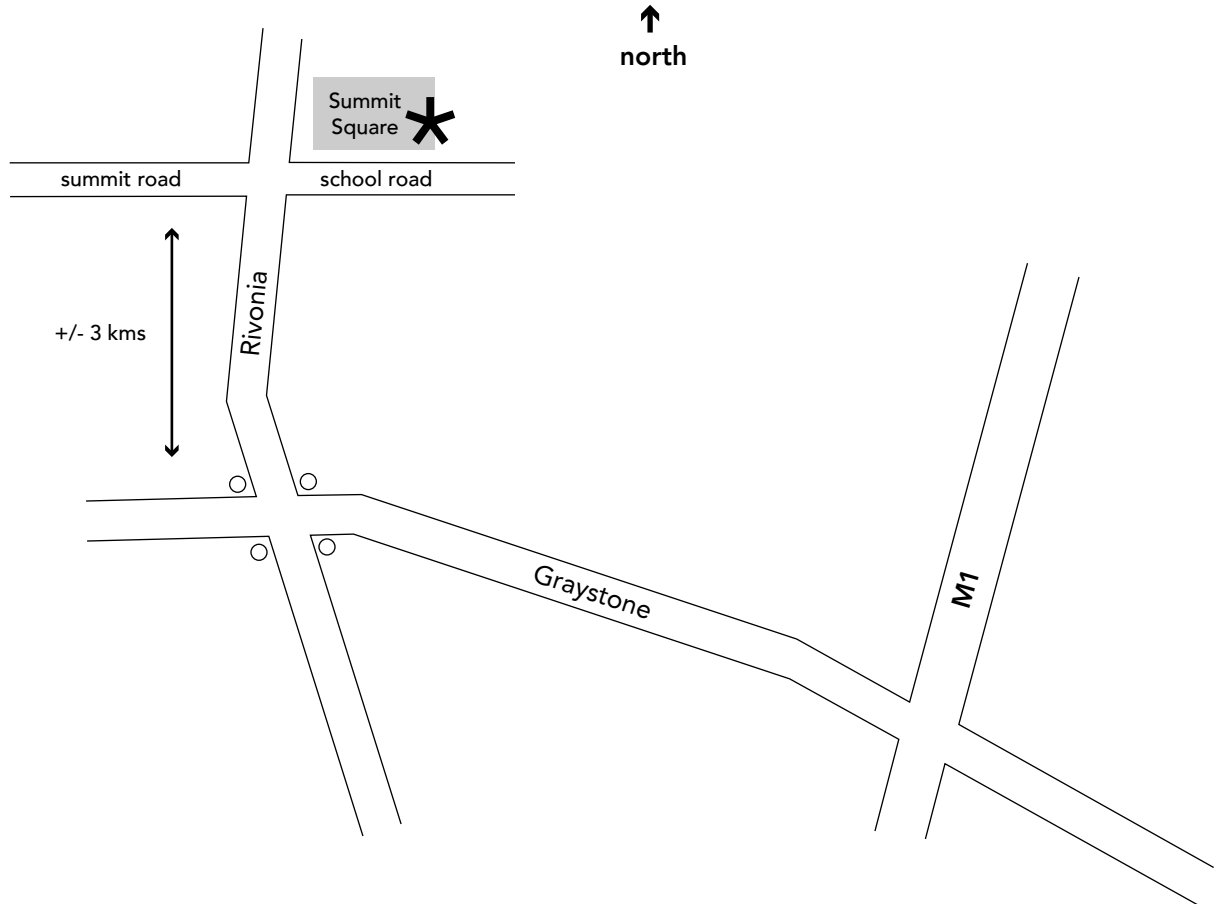 north
Summit
Square
summit road
school road
Rivonia
+/- 3 kms
Graystone
M1